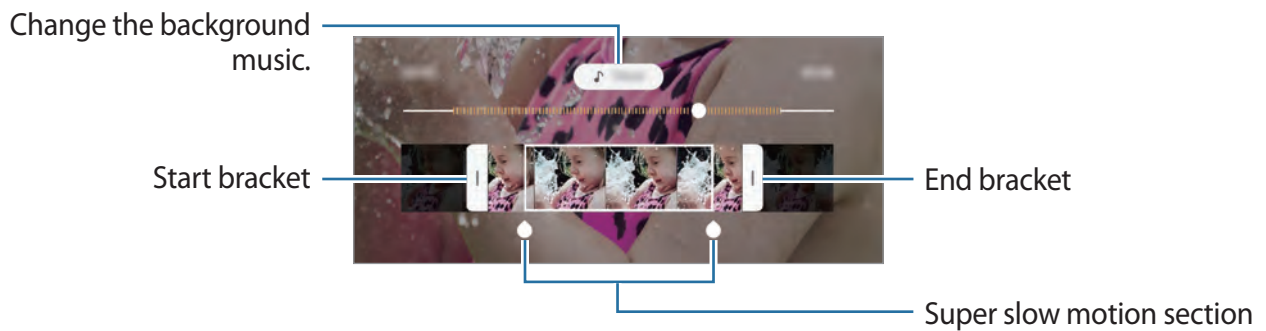 Change the background
music.
Start bracket
End bracket
Super slow motion section